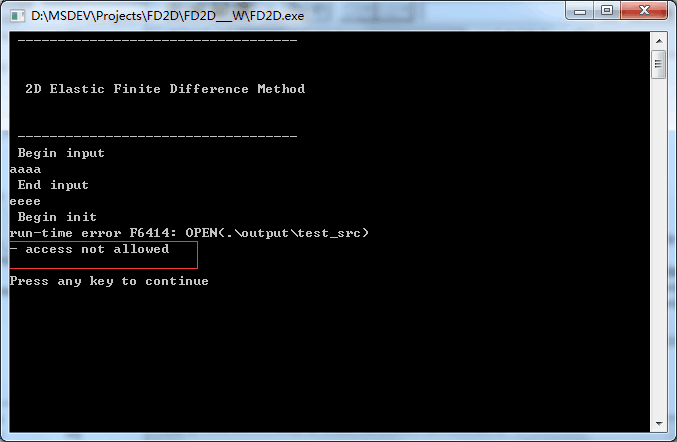 D:\MSDEV\Projects\FD2D\FD2D___W\FD2D.exe
-----------------------------------
2D Elastic Finite Difference Method
-----------------------------------
Begin input
aaaa
End input
eeee
Begin init
run-time error F6414: OPEN(.\output\test_src)
- access not allowed
Press any key to continue